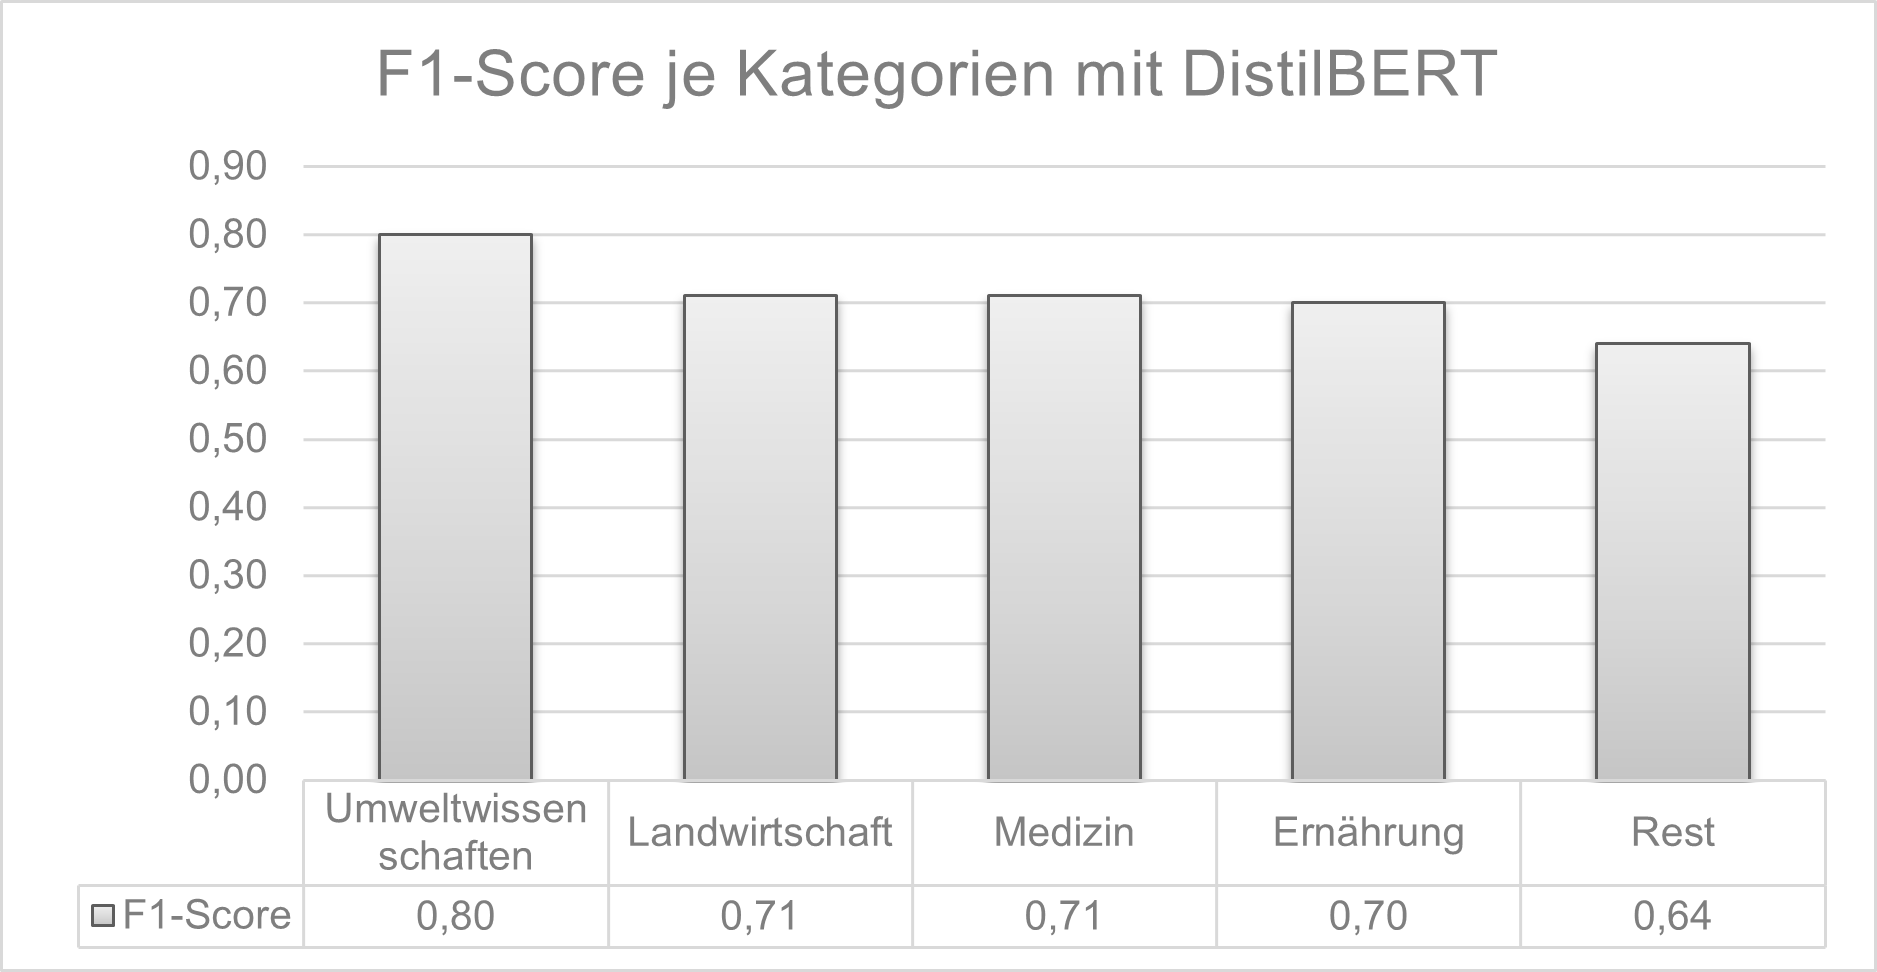 F1-Score je Kategorien mit DistilBERT
0,90
0,80
0,70
0,60
0,50
0,40
0,30
0,20
0,10
0,00
Umweltwissen
schaften
Landwirtschaft
Medizin
Ernährung
Rest
F1-Score 0,80 0,71 0,71 0,70 0,64